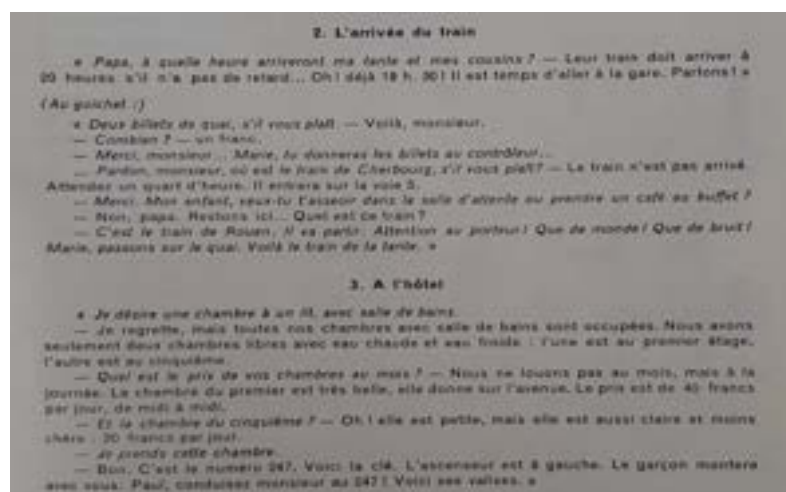 2. L'arrivée du train
« Papa, à quelle heure arriveront ma tante et mes cousins ? — Leur train doit arriver à
20 heures s'il n'a pas de retard... Oh ! déjà 19 h. 30 ! Il est temps d'aller à la gare. Partons ! »
(Au guichet :)
« Deux billets de quai, s'il vous plaît. — Voilà, monsieur.
— Combien ? — un franc.
— Merci, monsieur... Marie, tu donneras les billets au contrôleur...
— Pardon, monsieur, où est le train de Cherbourg, s'il vous plaît ? — Le train n'est pas arrivé.
Attendez un quart d'heure. Il entrera sur la voie 5.
— Merci. Mon enfant, veux-tu t'asseoir dans la salle d'attente ou prendre un café au buffet ?
— Non, papa. Restons ici... Quel est ce train ?
— C'est le train de Rouen, il va partir. Attention au porteur ! Que de monde ! Que de bruit !
Marie, passons sur le quai. Voilà le train de ta tante. »
3. A l'hôtel
« Je désire une chambre à un lit, avec salle de bains.
— Je regrette, mais toutes nos chambres avec salle de bains sont occupées. Nous avons
seulement deux chambres libres avec eau chaude et eau froide : l'une est au premier étage,
l'autre est au cinquième.
— Quel est le prix de vos chambres au mois ? — Nous ne louons pas au mois, mais à la
journée. La chambre du premier est très belle, elle donne sur l'avenue. Le prix est de 40 francs
par jour, de midi à midi.
— Et la chambre du cinquième ? — Oh ! elle est petite, mais elle est aussi claire et moins
chère : 20 francs par jour.
— Je prends cette chambre.
— Bon. C'est le numéro 247. Voici la clé. L'ascenseur est à gauche. Le garçon montera
avec vous. Paul, conduisez monsieur au 247 ! Voici ses valises. »